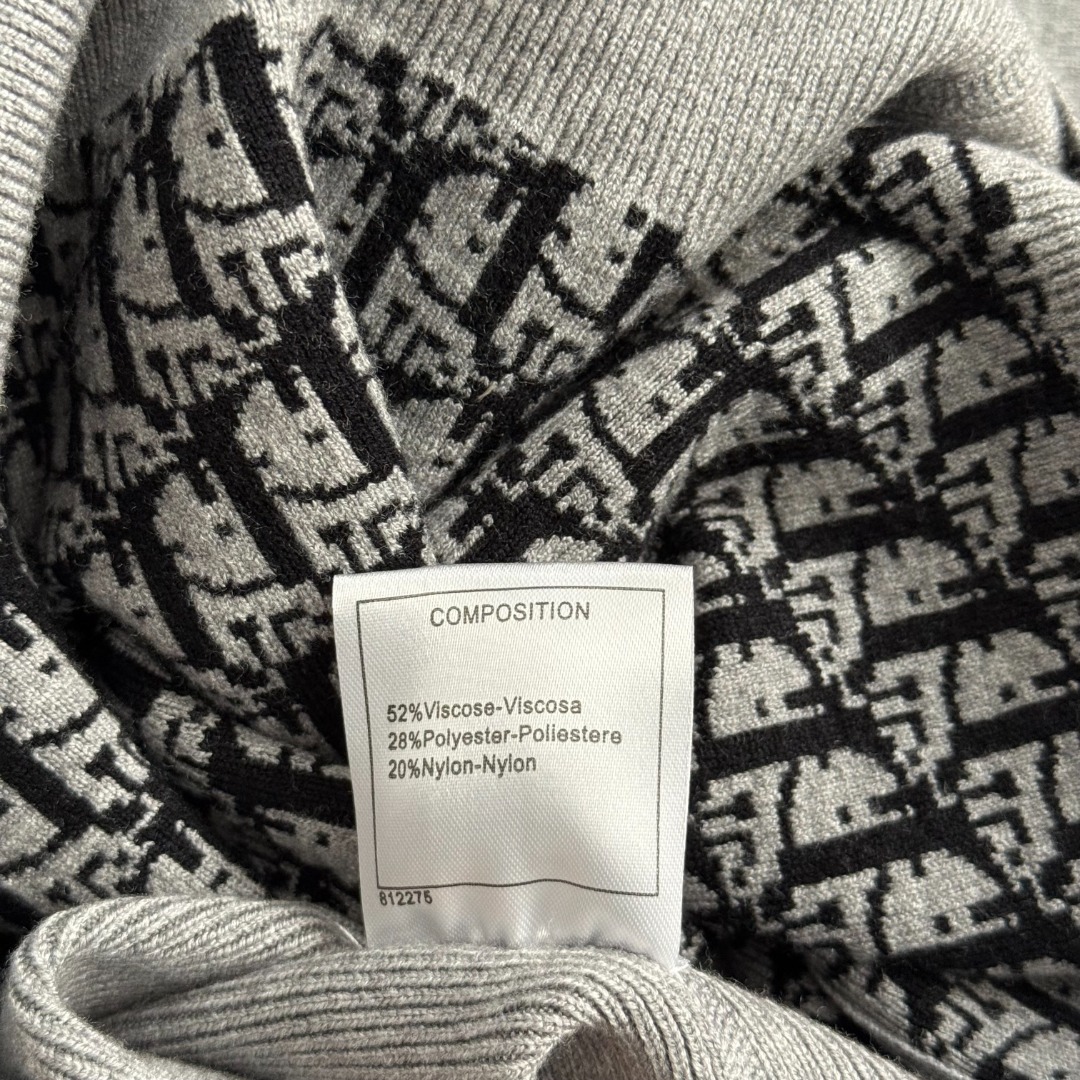 COMPOSITION
52%Viscose-Viscosa
28%Polyester-Poliestere
20%Nylon-Nylon
812275